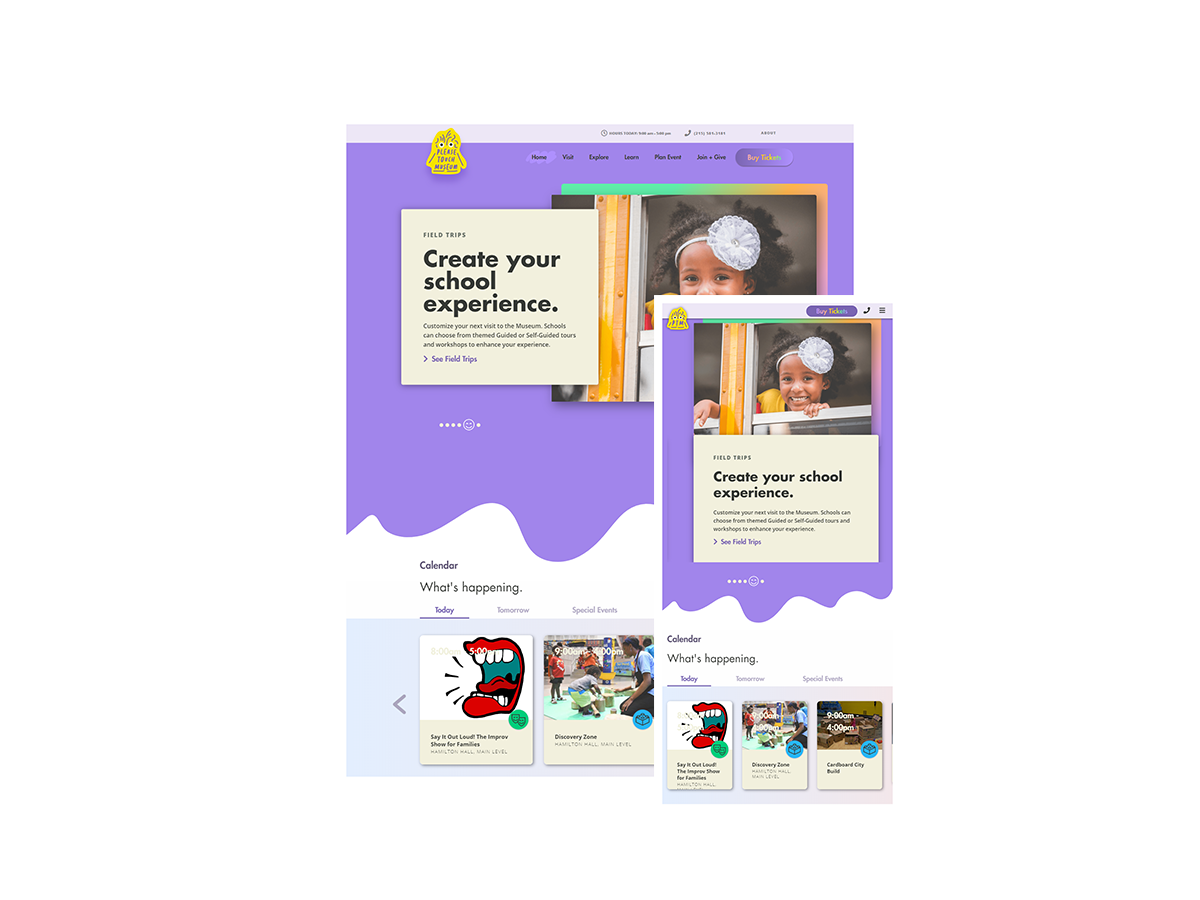 HOURS TODAY: 9:00 am - 5:00 pm
(215) 581-3181
ABOUT
PLEASE
TOUCH
MUSEUM
Home
Visit
Explore
Learn
Plan Event
Join + Give
Buy Tickets
FIELD TRIPS
Create your
school
experience.
Customize your next visit to the Museum. Schools
can choose from themed Guided or Self-Guided tours
and workshops to enhance your experience.
See Field Trips
Calendar
What's happening.
Today
Tomorrow
Special Events
8:00am - 5:00pm
Say It Out Loud! The Improv
Show for Families
HAMILTON HALL, MAIN LEVEL
9:00am - 4:00pm
Discovery Zone
HAMILTON HALL, MAIN LEVEL
PTM
Buy Tickets
FIELD TRIPS
Create your school
experience.
Customize your next visit to the Museum. Schools can
choose from themed Guided or Self-Guided tours and
workshops to enhance your experience.
See Field Trips
Calendar
What's happening.
Today
Tomorrow
Special Events
Say It Out Loud!
The Improv Show
for Families
HAMILTON HALL,
9:00am -
4:00pm
Discovery Zone
HAMILTON HALL,
MAIN LEVEL
9:00am -
4:00pm
Cardboard City
Build